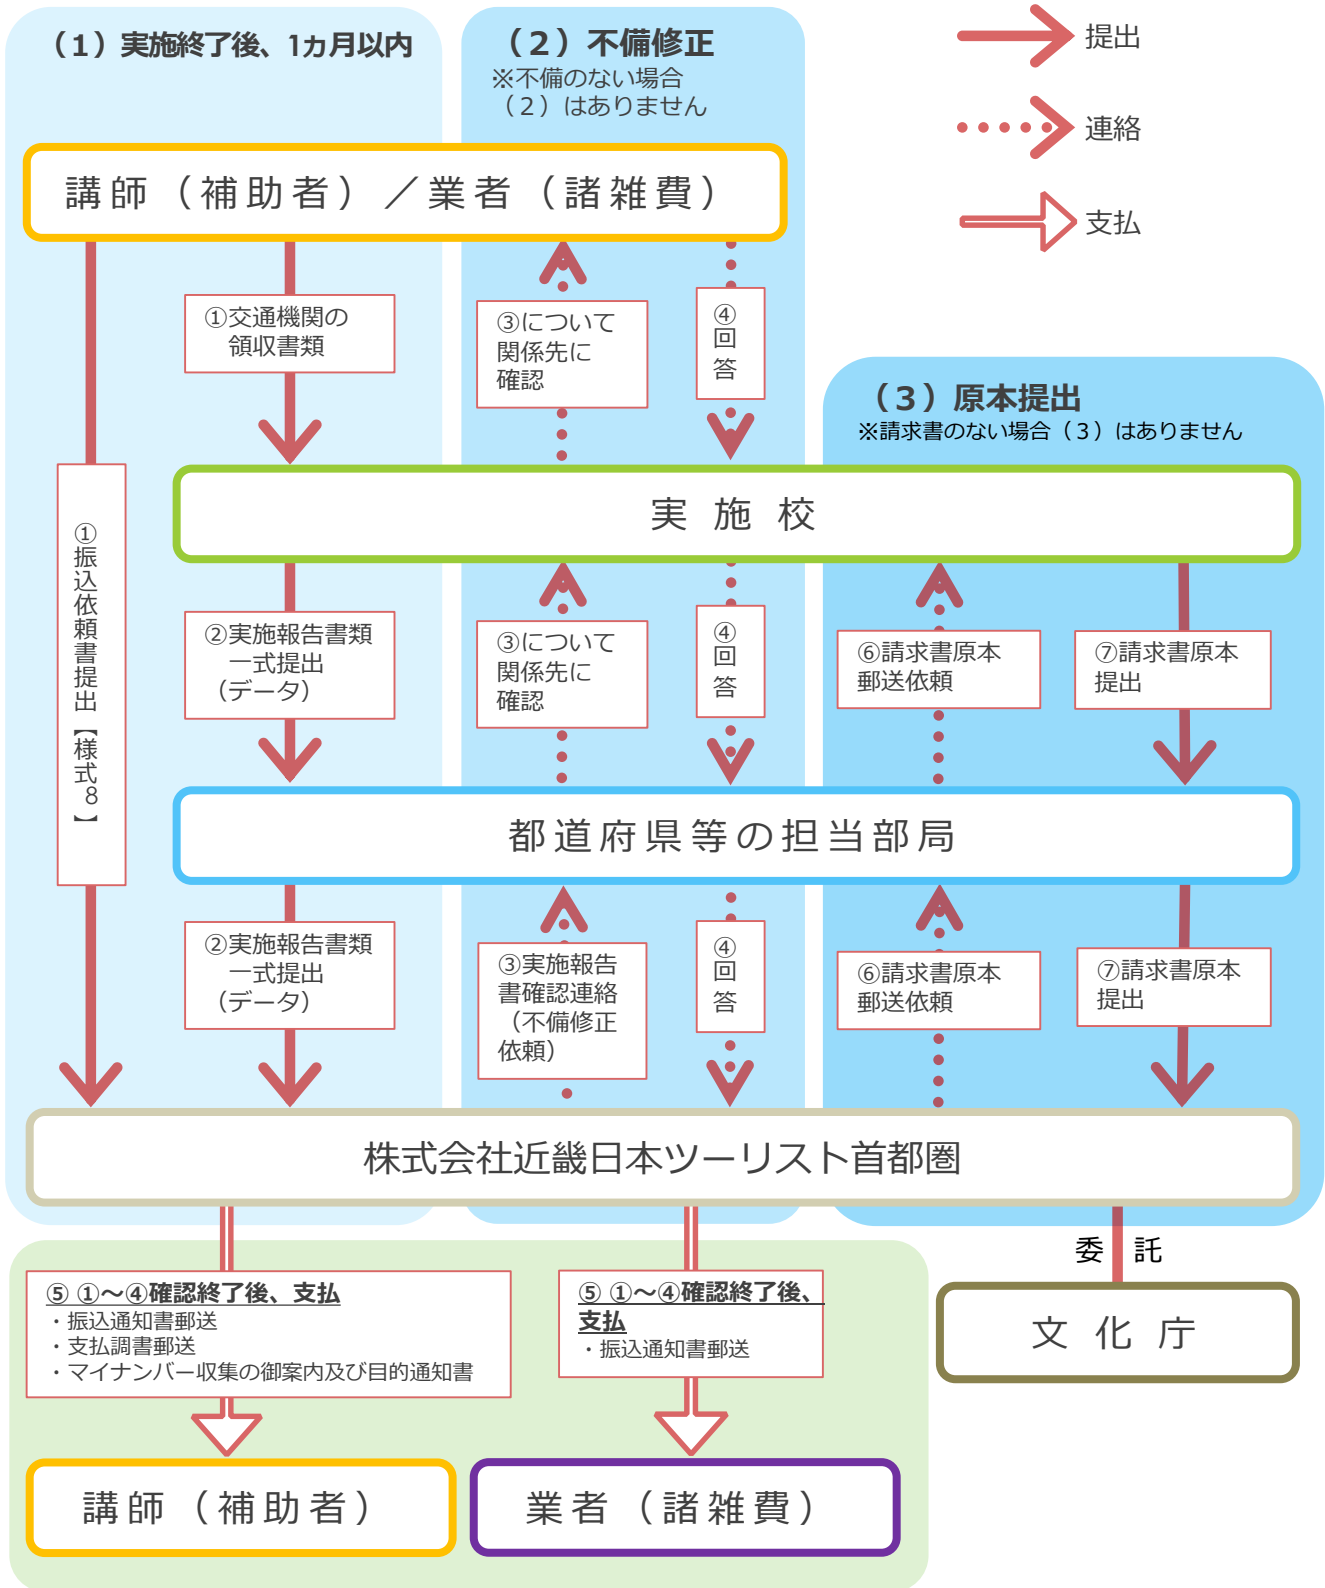 （１）実施終了後、1ヵ月以内
（２）不備修正
※不備のない場合
（２）はありません
提出
連絡
支払
講師（補助者）／業者（諸雑費）
①交通機関の
領収書類
③について
関係先に
確認
④回答
（３）原本提出
※請求書のない場合（３）はありません
実施校
①振込依頼書提出【様式８】
②実施報告書類
一式提出
（データ）
③について
関係先に
確認
④回答
⑥請求書原本
郵送依頼
⑦請求書原本
提出
都道府県等の担当部局
②実施報告書類
一式提出
（データ）
③実施報告
書確認連絡
（不備修正
依頼）
④回答
⑥請求書原本
郵送依頼
⑦請求書原本
提出
株式会社近畿日本ツーリスト首都圏
委託
⑤ ①～④確認終了後、支払
・振込通知書郵送
・支払調書郵送
・マイナンバー収集の御案内及び目的通知書
⑤ ①～④確認終了後、
支払
・振込通知書郵送
文化庁
講師（補助者）
業者（諸雑費）